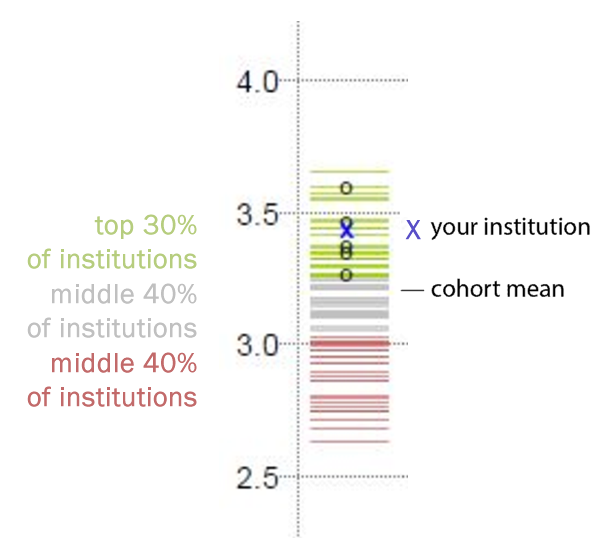 4.0
3.5
3.0
2.5
top 30%
of institutions
middle 40%
of institutions
middle 40%
of institutions
X your institution
— cohort mean